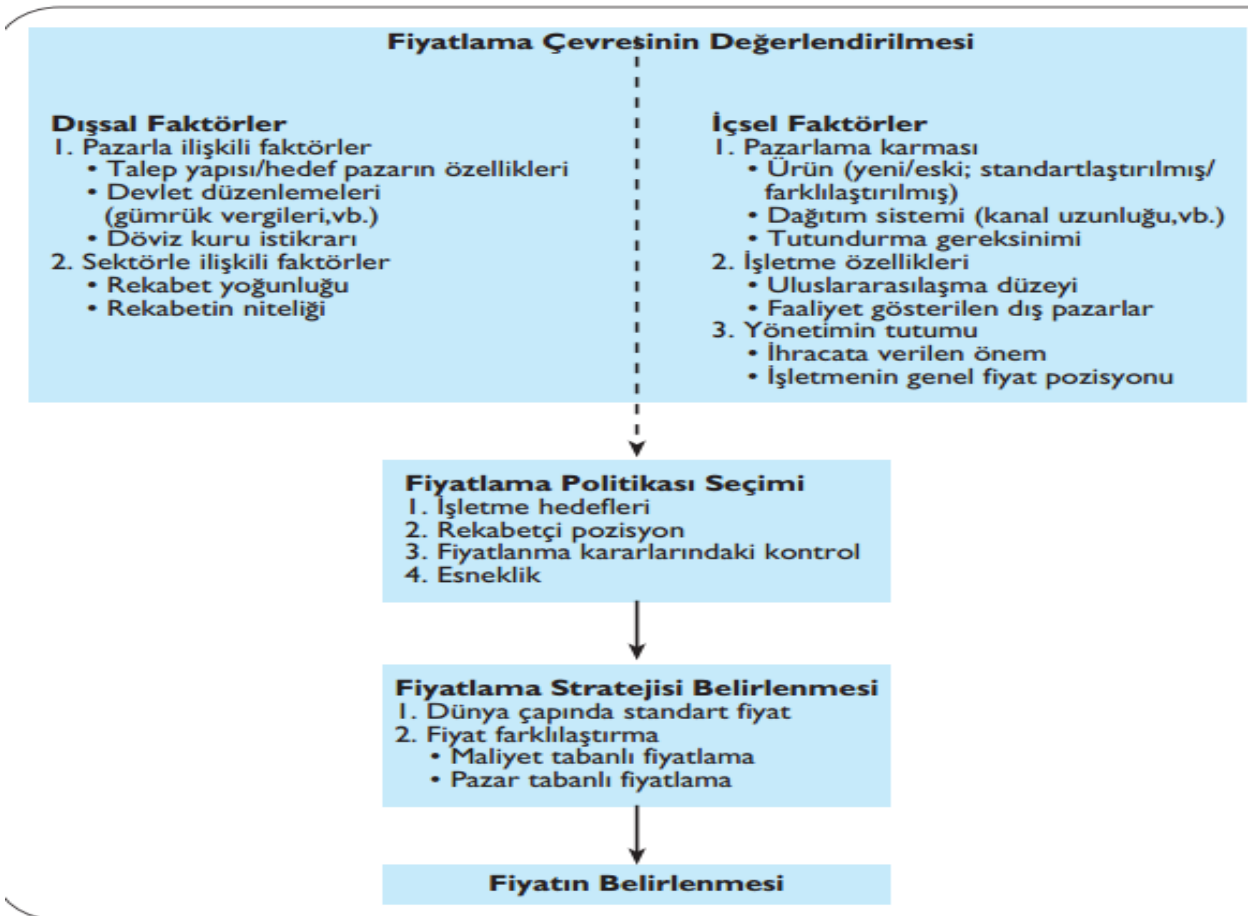 Fiyatlama Çevresinin Değerlendirilmesi
Dışsal Faktörler
1. Pazarla ilişkili faktörler
• Talep yapısı/hedef pazarın özellikleri
• Devlet düzenlemeleri
(gümrük vergileri,vb.)
• Döviz kuru istikrarı
2. Sektörle ilişkili faktörler
• Rekabet yoğunluğu
• Rekabetin niteliği
İçsel Faktörler
1. Pazarlama karması
• Ürün (yeni/eski; standartlaştırılmış/
farklılaştırılmış)
• Dağıtım sistemi (kanal uzunluğu,vb.)
• Tutundurma gereksinimi
2. İşletme özellikleri
• Uluslararasılaşma düzeyi
• Faaliyet gösterilen dış pazarlar
3. Yönetimin tutumu
• İhracata verilen önem
• İşletmenin genel fiyat pozisyonu
Fiyatlama Politikası Seçimi
1. İşletme hedefleri
2. Rekabetçi pozisyon
3. Fiyatlanma kararlarındaki kontrol
4. Esneklik
Fiyatlama Stratejisi Belirlenmesi
1. Dünya çapında standart fiyat
2. Fiyat farklılaştırma
• Maliyet tabanlı fiyatlama
• Pazar tabanlı fiyatlama
Fiyatın Belirlenmesi